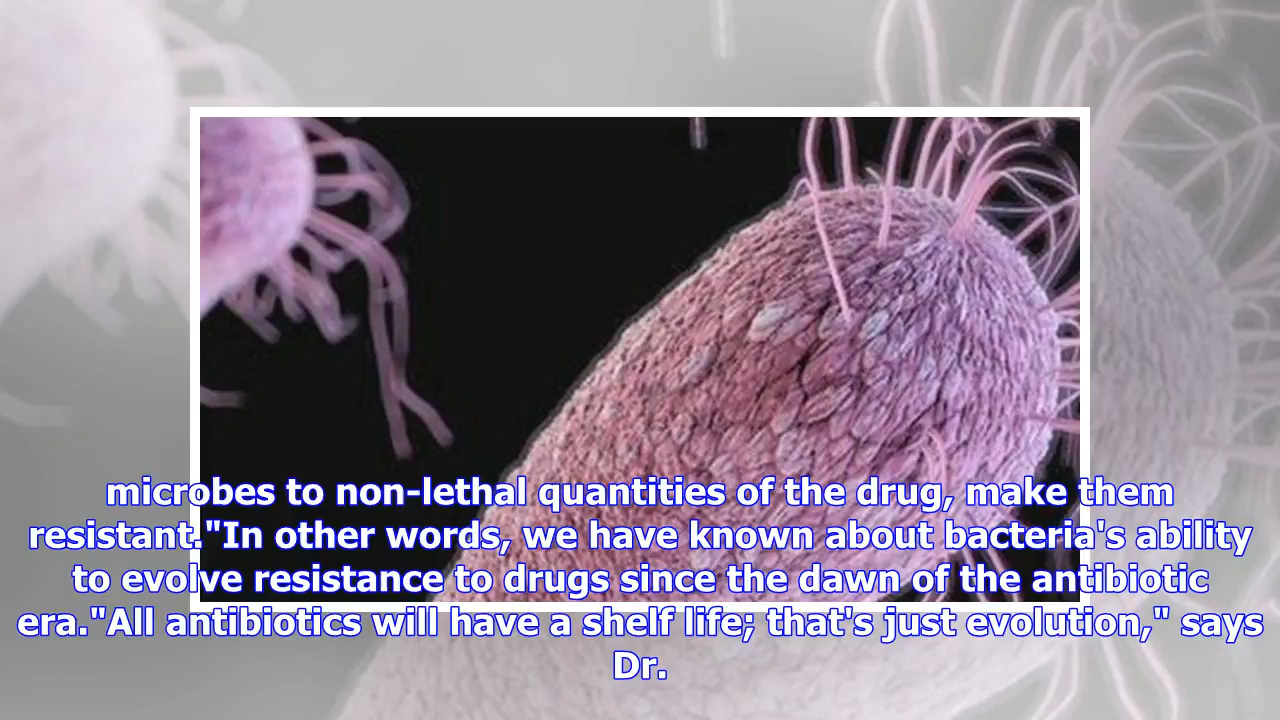 microbes to non-lethal quantities of the drug, make them
resistant."In other words, we have known about bacteria's ability
to evolve resistance to drugs since the dawn of the antibiotic
era."All antibiotics will have a shelf life; that's just evolution," says
Dr.